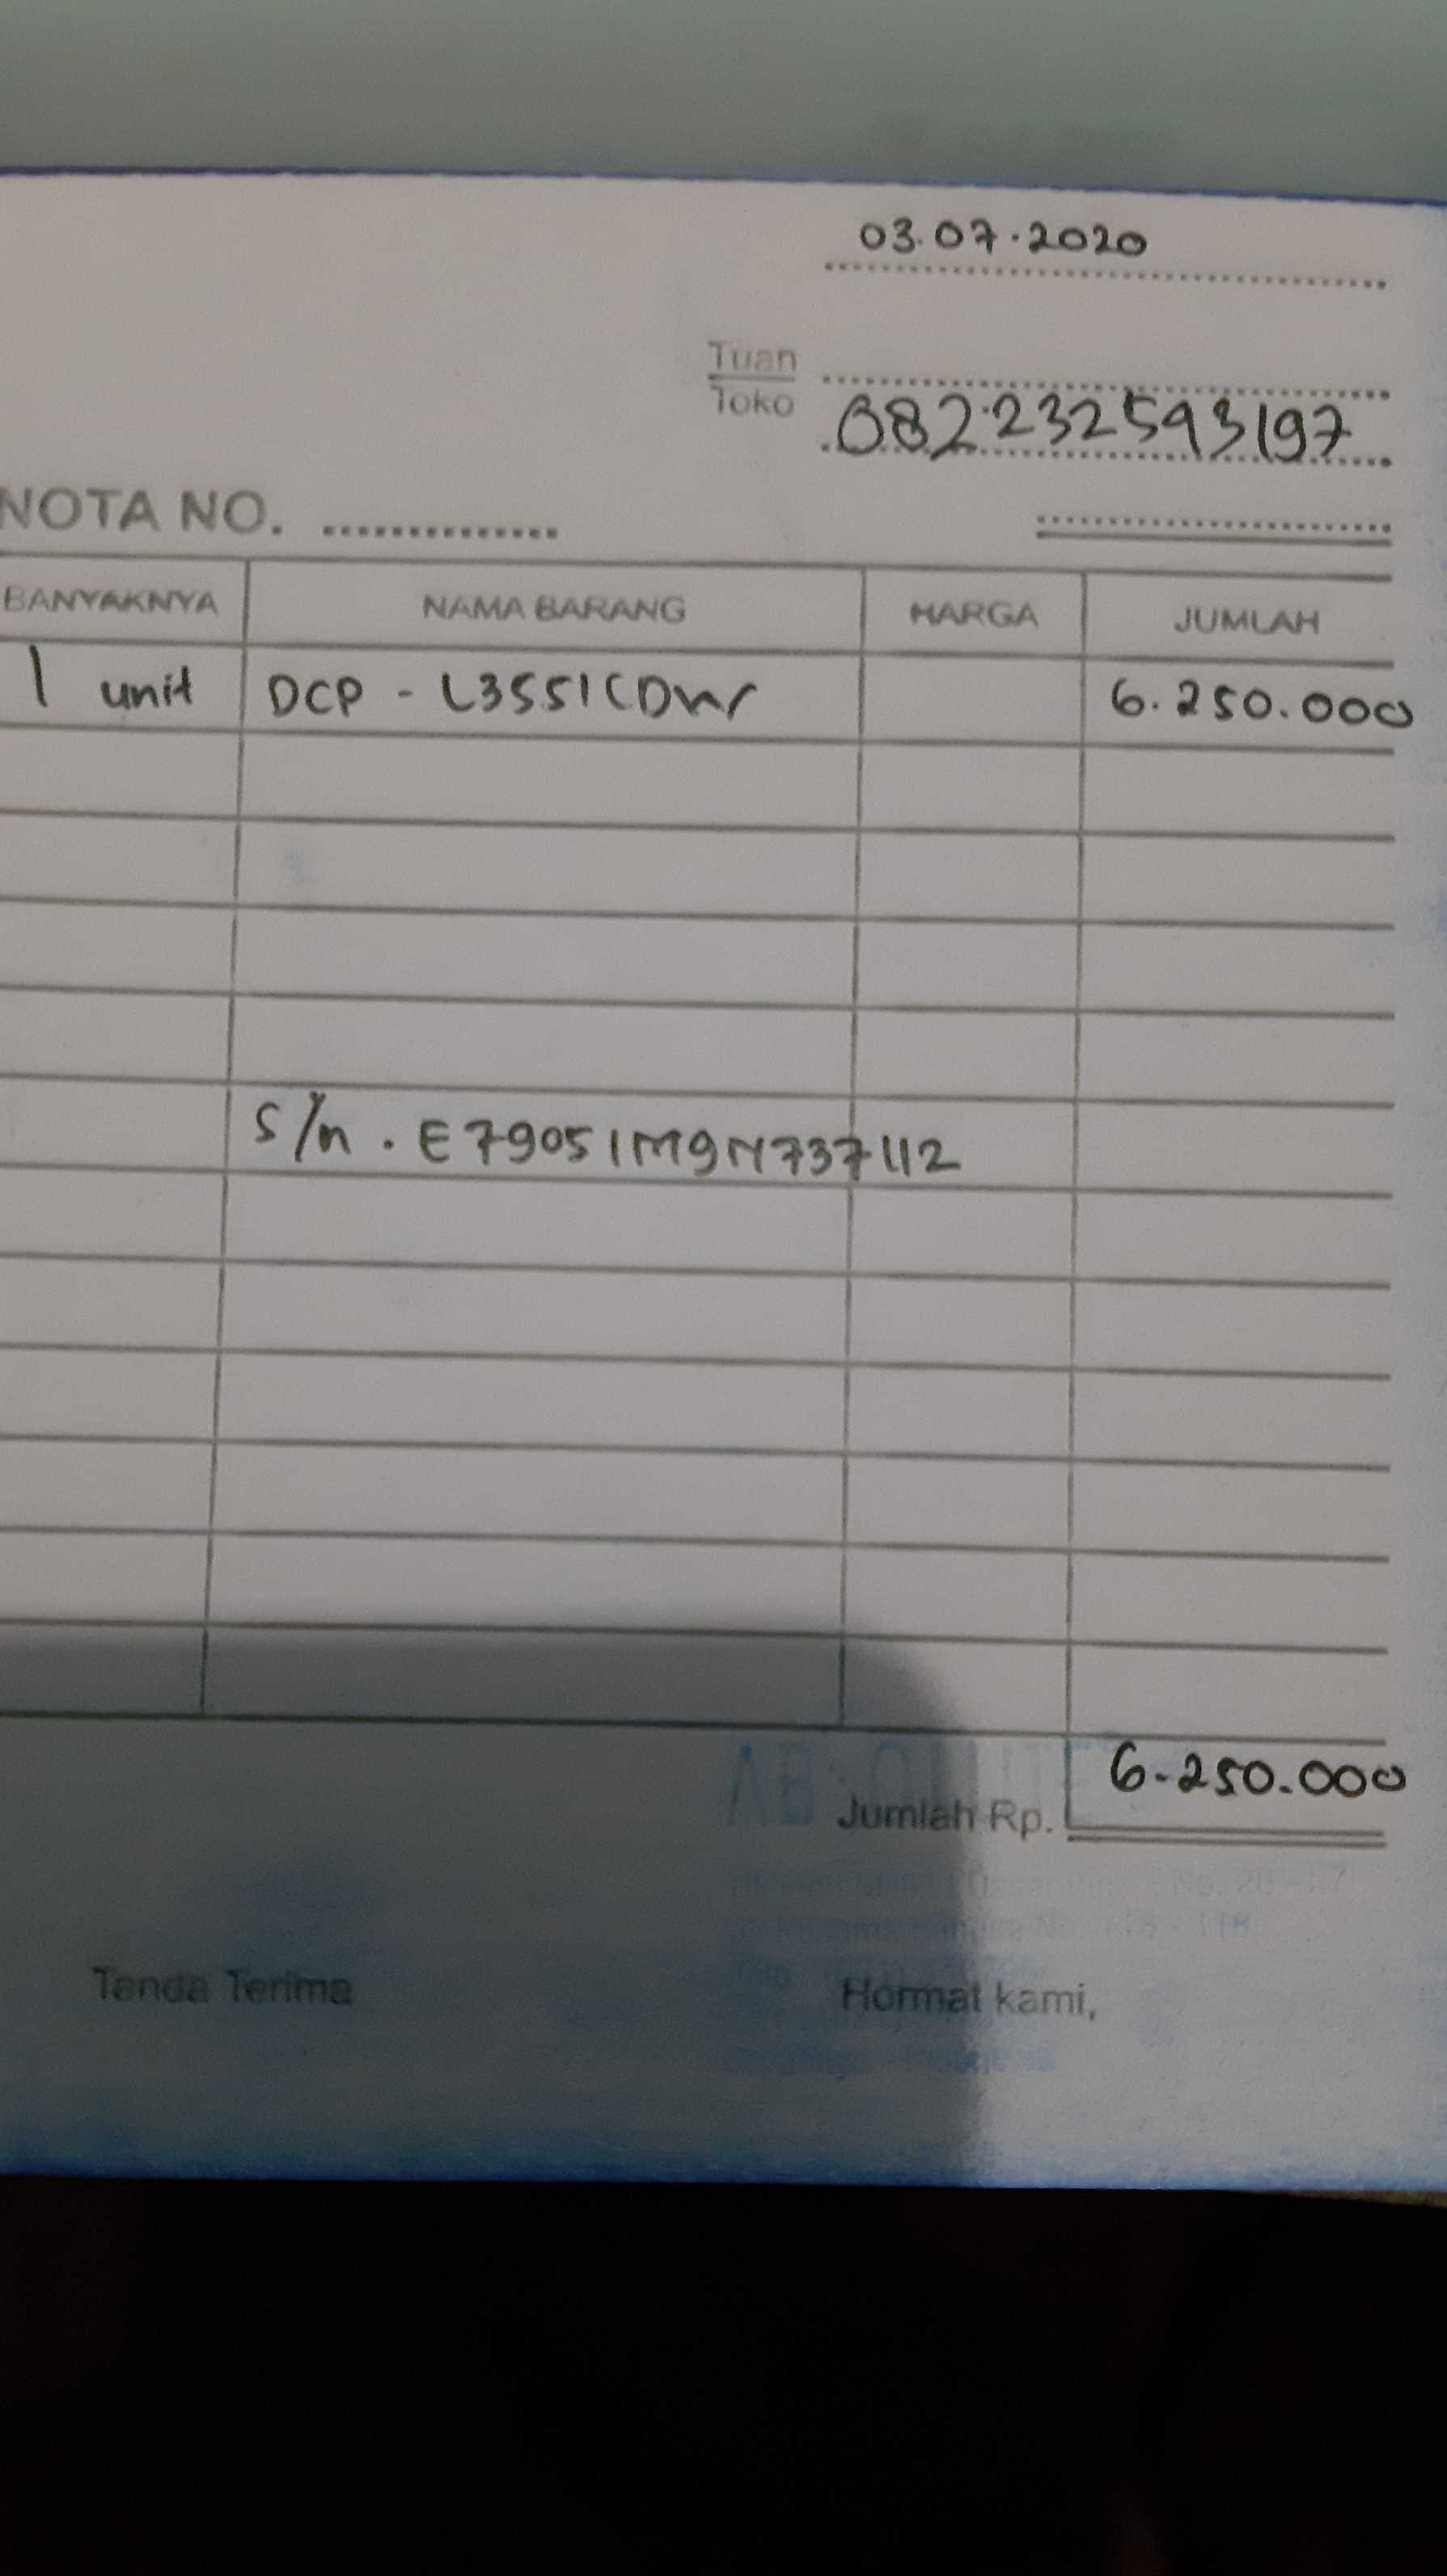 03.07.2020
Tuan
Toko 082232593197
NOTA NO.
BANYAKNYA NAMA BARANG HARGA JUMLAH
1 unit DCP - L3551CDW 6.250.000
S/n . E79051M9N737112
6.250.000
Jumlah Rp.
Tanda Terima Hormat kami,